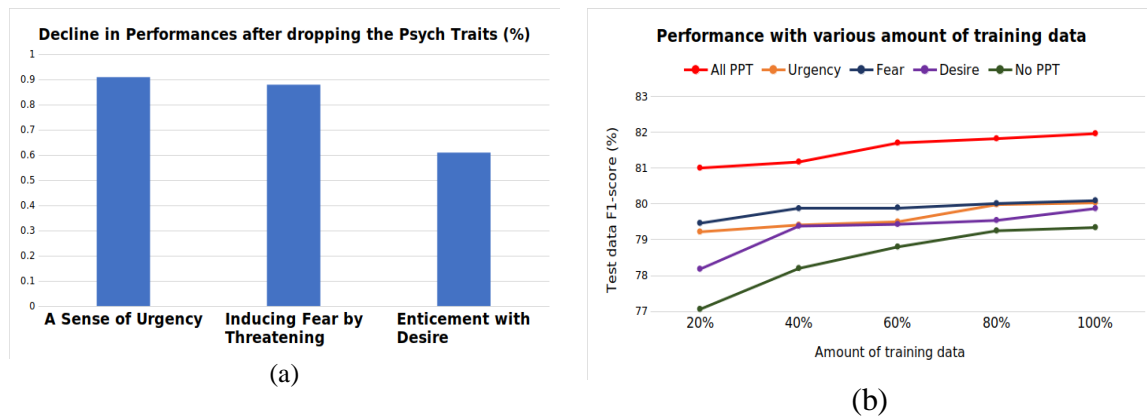 Decline in Performances after dropping the Psych Traits (%)
1
0.9
0.8
0.7
0.6
0.5
0.4
0.3
0.2
0.1
0
A Sense of Urgency
Inducing Fear by
Threatening
Enticement with
Desire
(a)
Performance with various amount of training data
All PPT Urgency Fear Desire No PPT
Test data F1-score (%)
83
82
81
80
79
78
77
20% 40% 60% 80% 100%
Amount of training data
(b)